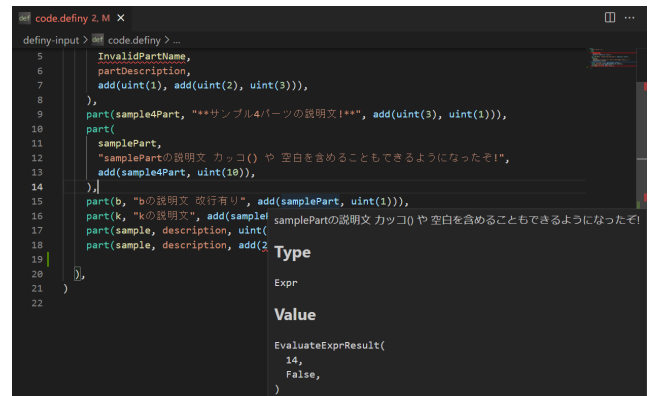 def code.definy 2, M ×
definy-input > def code.definy > ...
5 InvalidPartName,
6 partDescription,
7 add(uint(1), add(uint(2), uint(3))),
8 ),
9 part(sample4Part, "**サンプル4パーツの説明文!**", add(uint(3), uint(1))),
10 part(
11 samplePart,
12 "samplePartの説明文 カッコ() や 空白を含めることもできるようになったぞ!",
13 add(sample4Part, uint(10)),
14 ),
15 part(b, "bの説明文 改行有り", add(samplePart, uint(1))),
16 part(k, "kの説明文", add(sampleP
17 part(sample, description, uint(
18 part(sample, description, add(2
19
20 ),
21 )
22
samplePartの説明文 カッコ() や 空白を含めることもできるようになったぞ!
Type
Expr
Value
EvaluateExprResult(
14,
False,
)